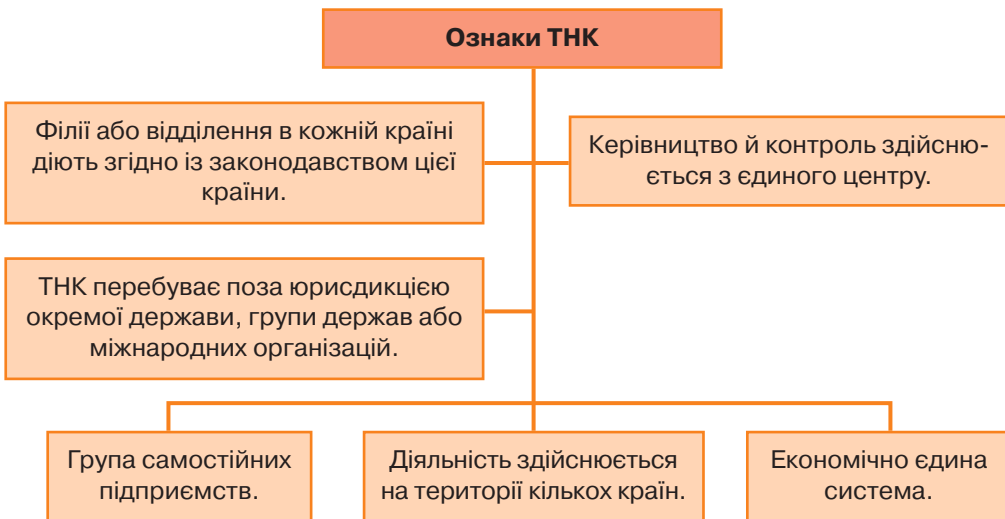 Ознаки ТНК
Філії або відділення в кожній країні
діють згідно із законодавством цієї
країни.
Керівництво й контроль здійсню-
ється з єдиного центру.
ТНК перебуває поза юрисдикцією
окремої держави, групи держав або
міжнародних організацій.
Група самостійних
підприємств.
Діяльність здійснюється
на території кількох країн.
Економічно єдина
система.